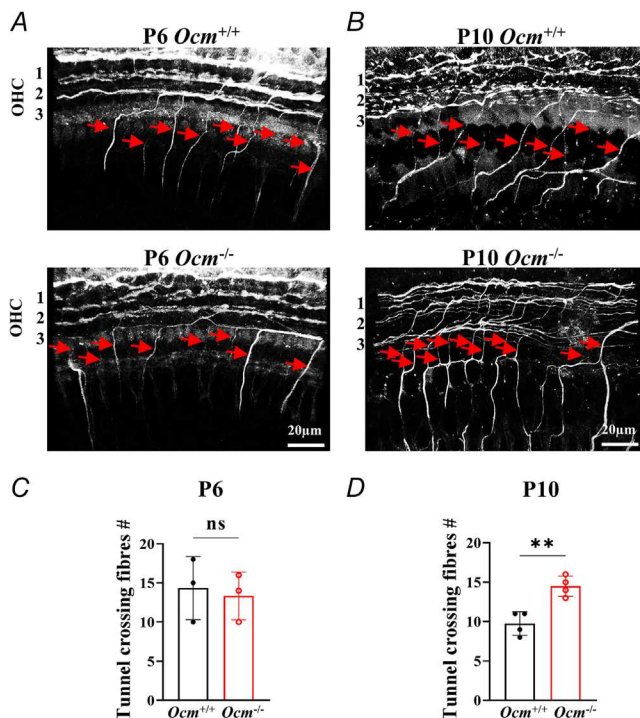 A
P6 Ocm+/+
B
P10 Ocm+/+
OHC
1
2
3
1
2
3
P6 Ocm-/-
P10 Ocm-/-
OHC
1
2
3
20µm
1
2
3
20µm
C
P6
D
P10
Tunnel crossing fibres #
20
15
10
5
0
ns
Ocm+/+ Ocm-/-
Tunnel crossing fibres #
20
15
10
5
0
**
Ocm+/+ Ocm-/-